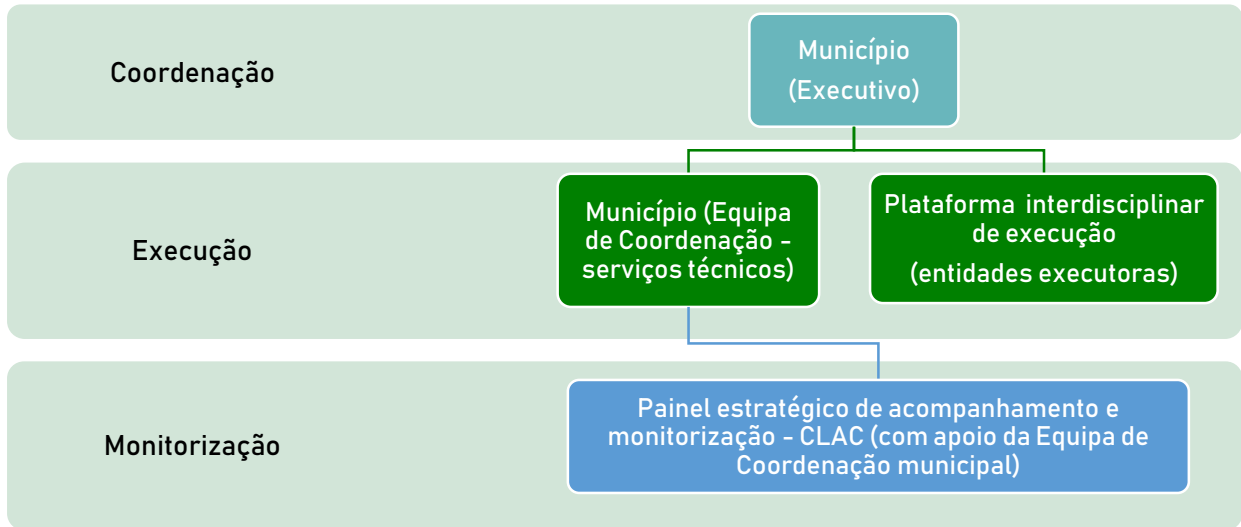 Coordenação
Município
(Executivo)
Execução
Município (Equipa
de Coordenação -
serviços técnicos)
Plataforma interdisciplinar
de execução
(entidades executoras)
Monitorização
Painel estratégico de acompanhamento e
monitorização - CLAC (com apoio da Equipa de
Coordenação municipal)